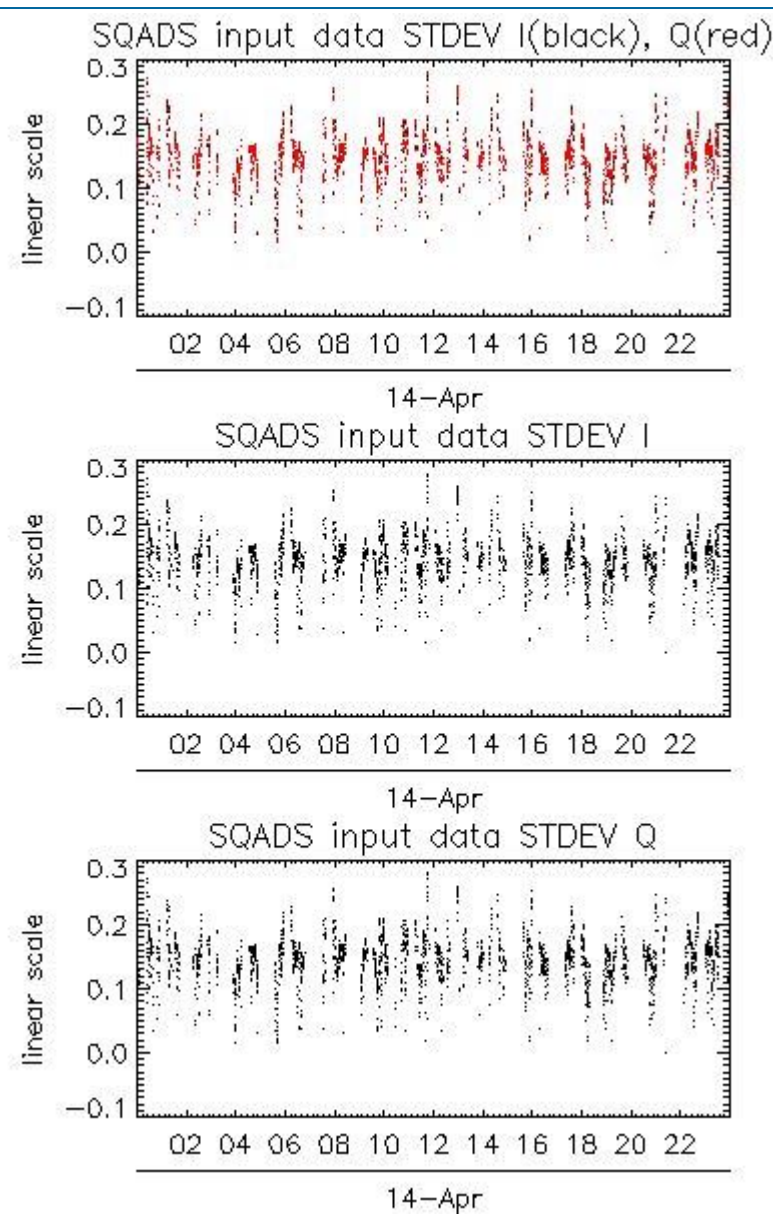 SQADS input data STDEV I(black), Q(red)
0.3
0.2
0.1
0.0
-0.1
linear scale
02 04 06 08 10 12 14 16 18 20 22
14-Apr
SQADS input data STDEV I
0.3
0.2
0.1
0.0
-0.1
linear scale
02 04 06 08 10 12 14 16 18 20 22
14-Apr
SQADS input data STDEV Q
0.3
0.2
0.1
0.0
-0.1
linear scale
02 04 06 08 10 12 14 16 18 20 22
14-Apr